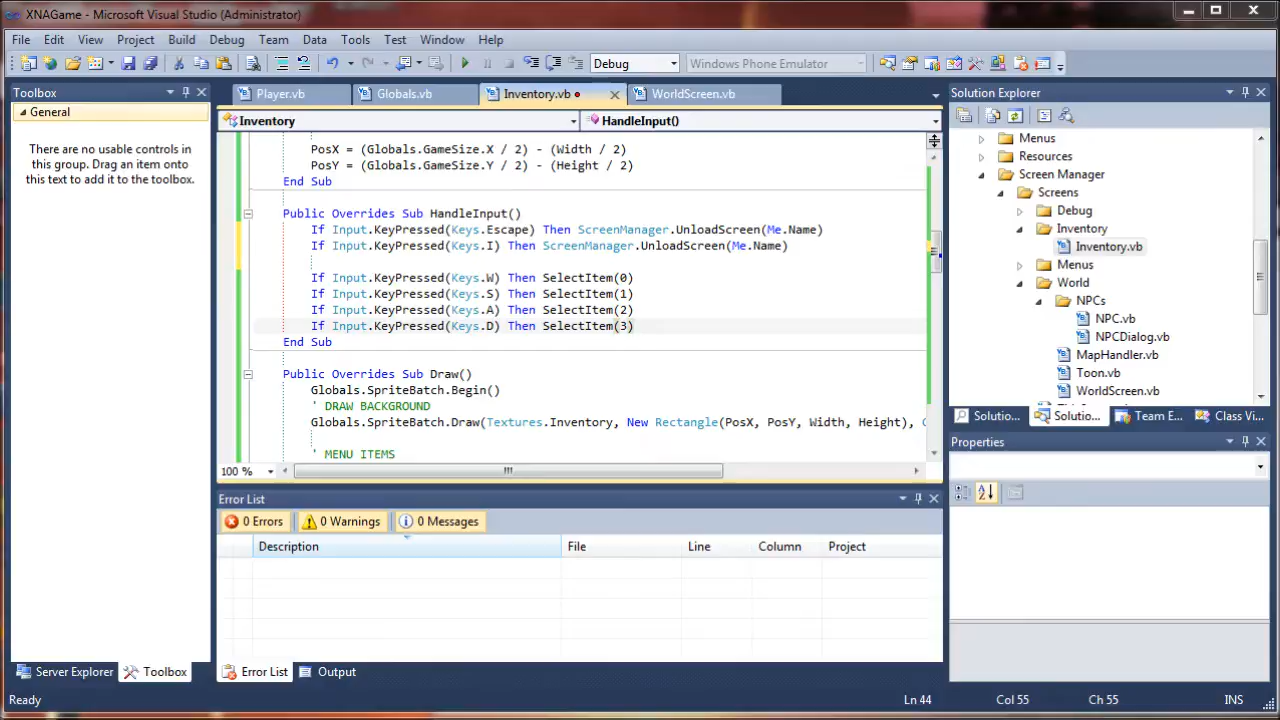 XNAGame - Microsoft Visual Studio (Administrator)
File Edit View Project Build Debug Team Data Tools Test Window Help
Debug Windows Phone Emulator
Toolbox
General
There are no usable controls in
this group. Drag an item onto
this text to add it to the toolbox.
Server Explorer Toolbox
Player.vb Globals.vb Inventory.vb WorldScreen.vb
Inventory HandleInput()
PosX = (Globals.GameSize.X / 2) - (Width / 2)
PosY = (Globals.GameSize.Y / 2) - (Height / 2)
End Sub
Public Overrides Sub HandleInput()
If Input.KeyPressed(Keys.Escape) Then ScreenManager.UnloadScreen(Me.Name)
If Input.KeyPressed(Keys.I) Then ScreenManager.UnloadScreen(Me.Name)
If Input.KeyPressed(Keys.W) Then SelectItem(0)
If Input.KeyPressed(Keys.S) Then SelectItem(1)
If Input.KeyPressed(Keys.A) Then SelectItem(2)
If Input.KeyPressed(Keys.D) Then SelectItem(3)
End Sub
Public Overrides Sub Draw()
Globals.SpriteBatch.Begin()
' DRAW BACKGROUND
Globals.SpriteBatch.Draw(Textures.Inventory, New Rectangle(PosX, PosY, Width, Height), C
' MENU ITEMS
100 %
Error List
0 Errors 0 Warnings 0 Messages
Description File Line Column Project
Error List Output
Solution Explorer
Menus
Resources
Screen Manager
Screens
Debug
Inventory
Inventory.vb
Menus
World
NPCs
NPC.vb
NPCDialog.vb
MapHandler.vb
Toon.vb
WorldScreen.vb
Solutio... Solutio... Team E... Class Vi...
Properties
Ready Ln 44 Col 55 Ch 55 INS